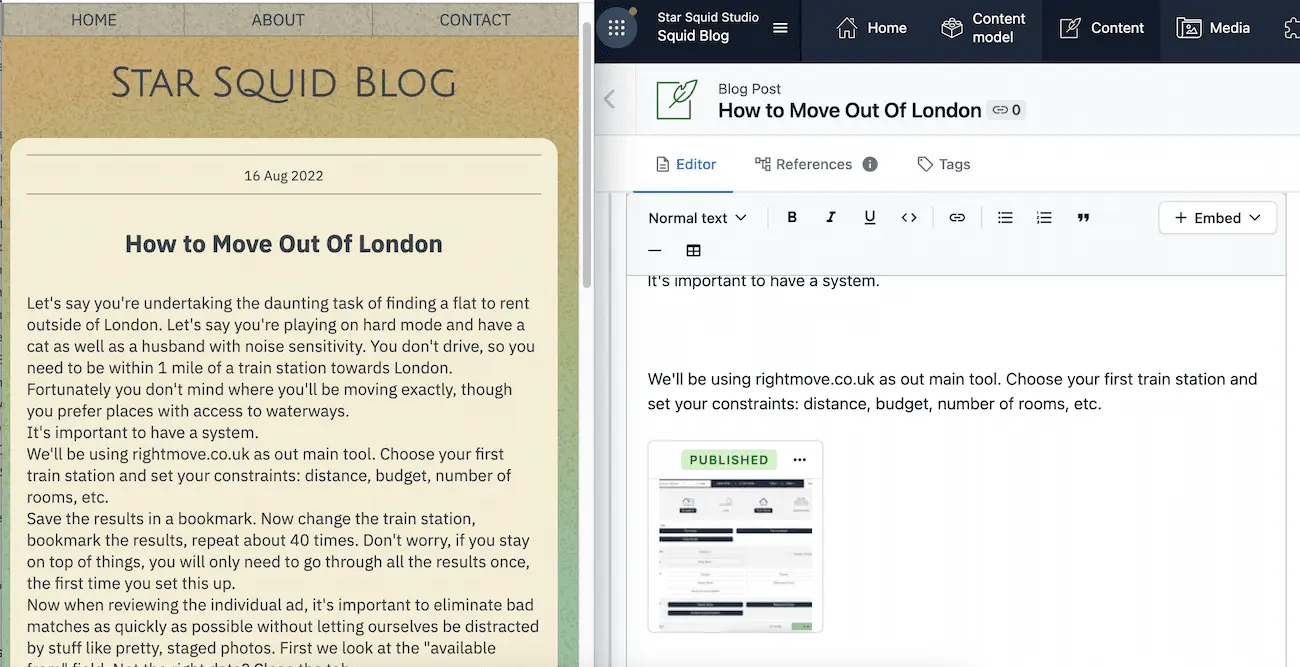 HOME ABOUT CONTACT
STAR SQUID BLOG
16 Aug 2022
How to Move Out Of London
Let's say you're undertaking the daunting task of finding a flat to rent
outside of London. Let's say you're playing on hard mode and have a
cat as well as a husband with noise sensitivity. You don't drive, so you
need to be within 1 mile of a train station towards London.
Fortunately you don't mind where you'll be moving exactly, though
you prefer places with access to waterways.
It's important to have a system.
We'll be using rightmove.co.uk as out main tool. Choose your first
train station and set your constraints: distance, budget, number of
rooms, etc.
Save the results in a bookmark. Now change the train station,
bookmark the results, repeat about 40 times. Don't worry, if you stay
on top of things, you will only need to go through all the results once,
the first time you set this up.
Now when reviewing the individual ad, it's important to eliminate bad
matches as quickly as possible without letting ourselves be distracted
by stuff like pretty, staged photos. First we look at the "available
from" field. Not the right date? Close the tab
Star Squid Studio
Squid Blog
Home
Content
model
Content
Media
Blog Post
How to Move Out Of London 0
Editor References Tags
Normal text B I U <> Embed
It's important to have a system.
We'll be using rightmove.co.uk as out main tool. Choose your first train station and
set your constraints: distance, budget, number of rooms, etc.
PUBLISHED